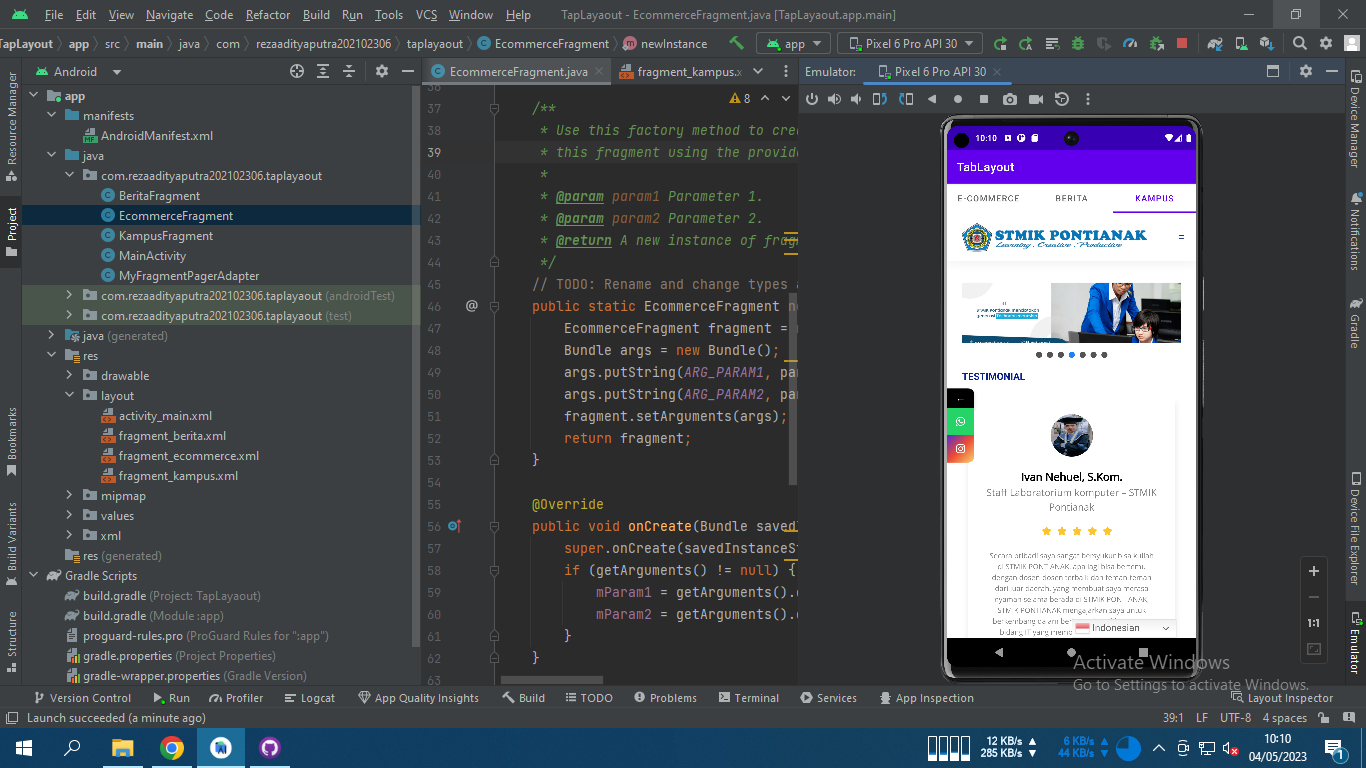 File Edit View Navigate Code Refactor Build Run Tools VCS Window Help TapLayaout - EcommerceFragment.java [TapLayaout.app.main]
TapLayout app src main java com rezaadityaputra202102306 taplayaout EcommerceFragment newInstance app Pixel 6 Pro API 30
Android EcommerceFragment.java fragment_kampus.x Emulator: Pixel 6 Pro API 30
Resource Manager
Project
Bookmarks
Build Variants
Structure
app
manifests
AndroidManifest.xml
java
com.rezaadityaputra202102306.taplayaout
BeritaFragment
EcommerceFragment
KampusFragment
MainActivity
MyFragmentPagerAdapter
com.rezaadityaputra202102306.taplayaout (androidTest)
com.rezaadityaputra202102306.taplayaout (test)
java (generated)
res
drawable
layout
activity_main.xml
fragment_berita.xml
fragment_ecommerce.xml
fragment_kampus.xml
mipmap
values
xml
res (generated)
Gradle Scripts
build.gradle (Project: TapLayaout)
build.gradle (Module :app)
proguard-rules.pro (ProGuard Rules for ":app")
gradle.properties (Project Properties)
gradle-wrapper.properties (Gradle Version)
8
36
37 /**
38 * Use this factory method to crea
39 * this fragment using the provide
40 *
41 * @param param1 Parameter 1.
42 * @param param2 Parameter 2.
43 * @return A new instance of frag
44 */
45 // TODO: Rename and change types a
46 @ public static EcommerceFragment ne
47 EcommerceFragment fragment = n
48 Bundle args = new Bundle();
49 args.putString(ARG_PARAM1, pa
50 args.putString(ARG_PARAM2, pa
51 fragment.setArguments(args);
52 return fragment;
53 }
54
55 @Override
56 public void onCreate(Bundle saved
57 super.onCreate(savedInstanceSt
58 if (getArguments() != null) {
59 mParam1 = getArguments().
60 mParam2 = getArguments().
61 }
62 }
63
10:10
TabLayout
E-COMMERCE BERITA KAMPUS
STMIK PONTIANAK
Learning . Creative . Productive
TESTIMONIAL
Ivan Nehuel, S.Kom.
Staff Laboratorium komputer – STMIK
Pontianak
Secara pribadi saya sangat bersyukur bisa kuliah
di STMIK PONTIANAK, apa lagi bisa bertemu
dengan dosen-dosen terbaik dan teman-teman
dari luar daerah, yang membuat saya merasa
nyaman selama berada di STMIK PONTIANAK.
STMIK PONTIANAK mengajarkan saya untuk
berkembang dalam ber
bidang IT yang memo
Indonesian
1:1
Device Manager
Notifications
Gradle
Device File Explorer
Emulator
Activate Windows
Go to Settings to activate Windows.
Version Control Run Profiler Logcat App Quality Insights Build TODO Problems Terminal Services App Inspection Layout Inspector
Launch succeeded (a minute ago) 39:1 LF UTF-8 4 spaces
12 KB/s 6 KB/s 10:10
285 KB/s 44 KB/s 04/05/2023
1